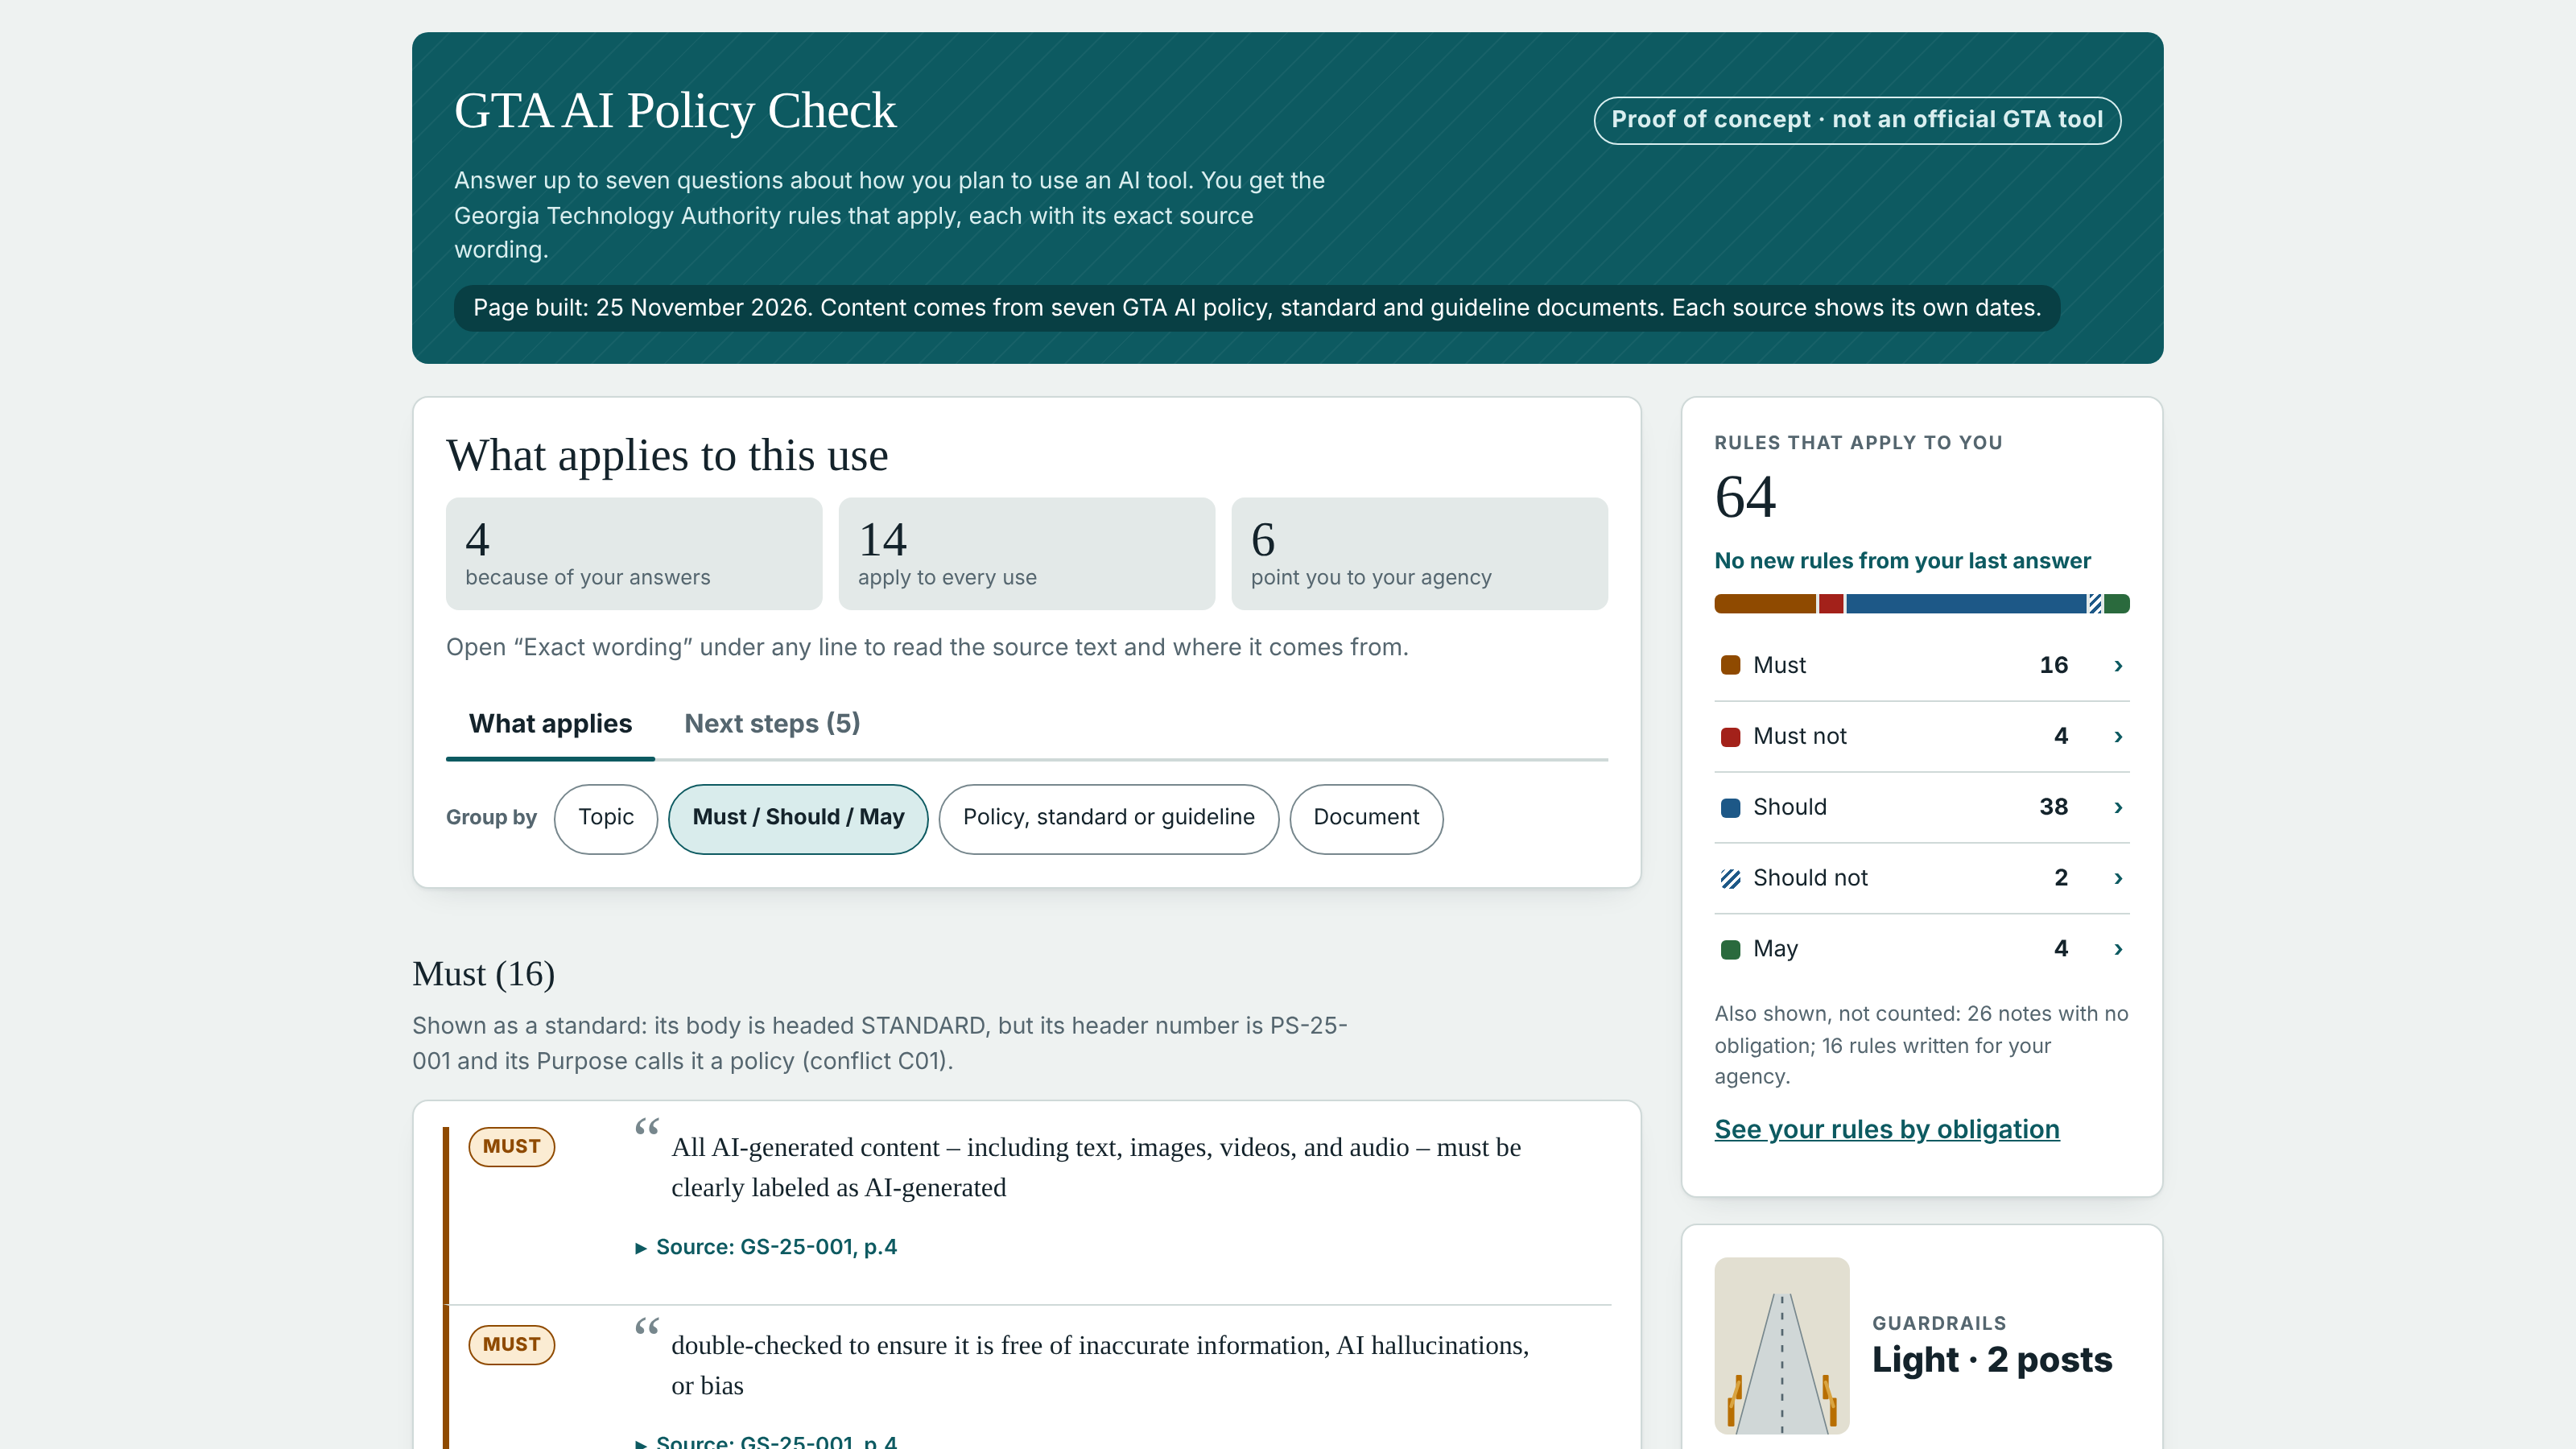 GTA AI Policy Check
Proof of concept · not an official GTA tool
Answer up to seven questions about how you plan to use an AI tool. You get the
Georgia Technology Authority rules that apply, each with its exact source
wording.
Page built: 25 November 2026. Content comes from seven GTA AI policy, standard and guideline documents. Each source shows its own dates.
What applies to this use
4
because of your answers
14
apply to every use
6
point you to your agency
Open “Exact wording” under any line to read the source text and where it comes from.
What applies
Next steps (5)
Group by
Topic
Must / Should / May
Policy, standard or guideline
Document
Must (16)
Shown as a standard: its body is headed STANDARD, but its header number is PS-25-
001 and its Purpose calls it a policy (conflict C01).
MUST
“ All AI-generated content – including text, images, videos, and audio – must be
clearly labeled as AI-generated
▸ Source: GS-25-001, p.4
MUST
“ double-checked to ensure it is free of inaccurate information, AI hallucinations,
or bias
▸ Source: GS-25-001, p.4
RULES THAT APPLY TO YOU
64
No new rules from your last answer
Must 16 ›
Must not 4 ›
Should 38 ›
Should not 2 ›
May 4 ›
Also shown, not counted: 26 notes with no
obligation; 16 rules written for your
agency.
See your rules by obligation
GUARDRAILS
Light · 2 posts